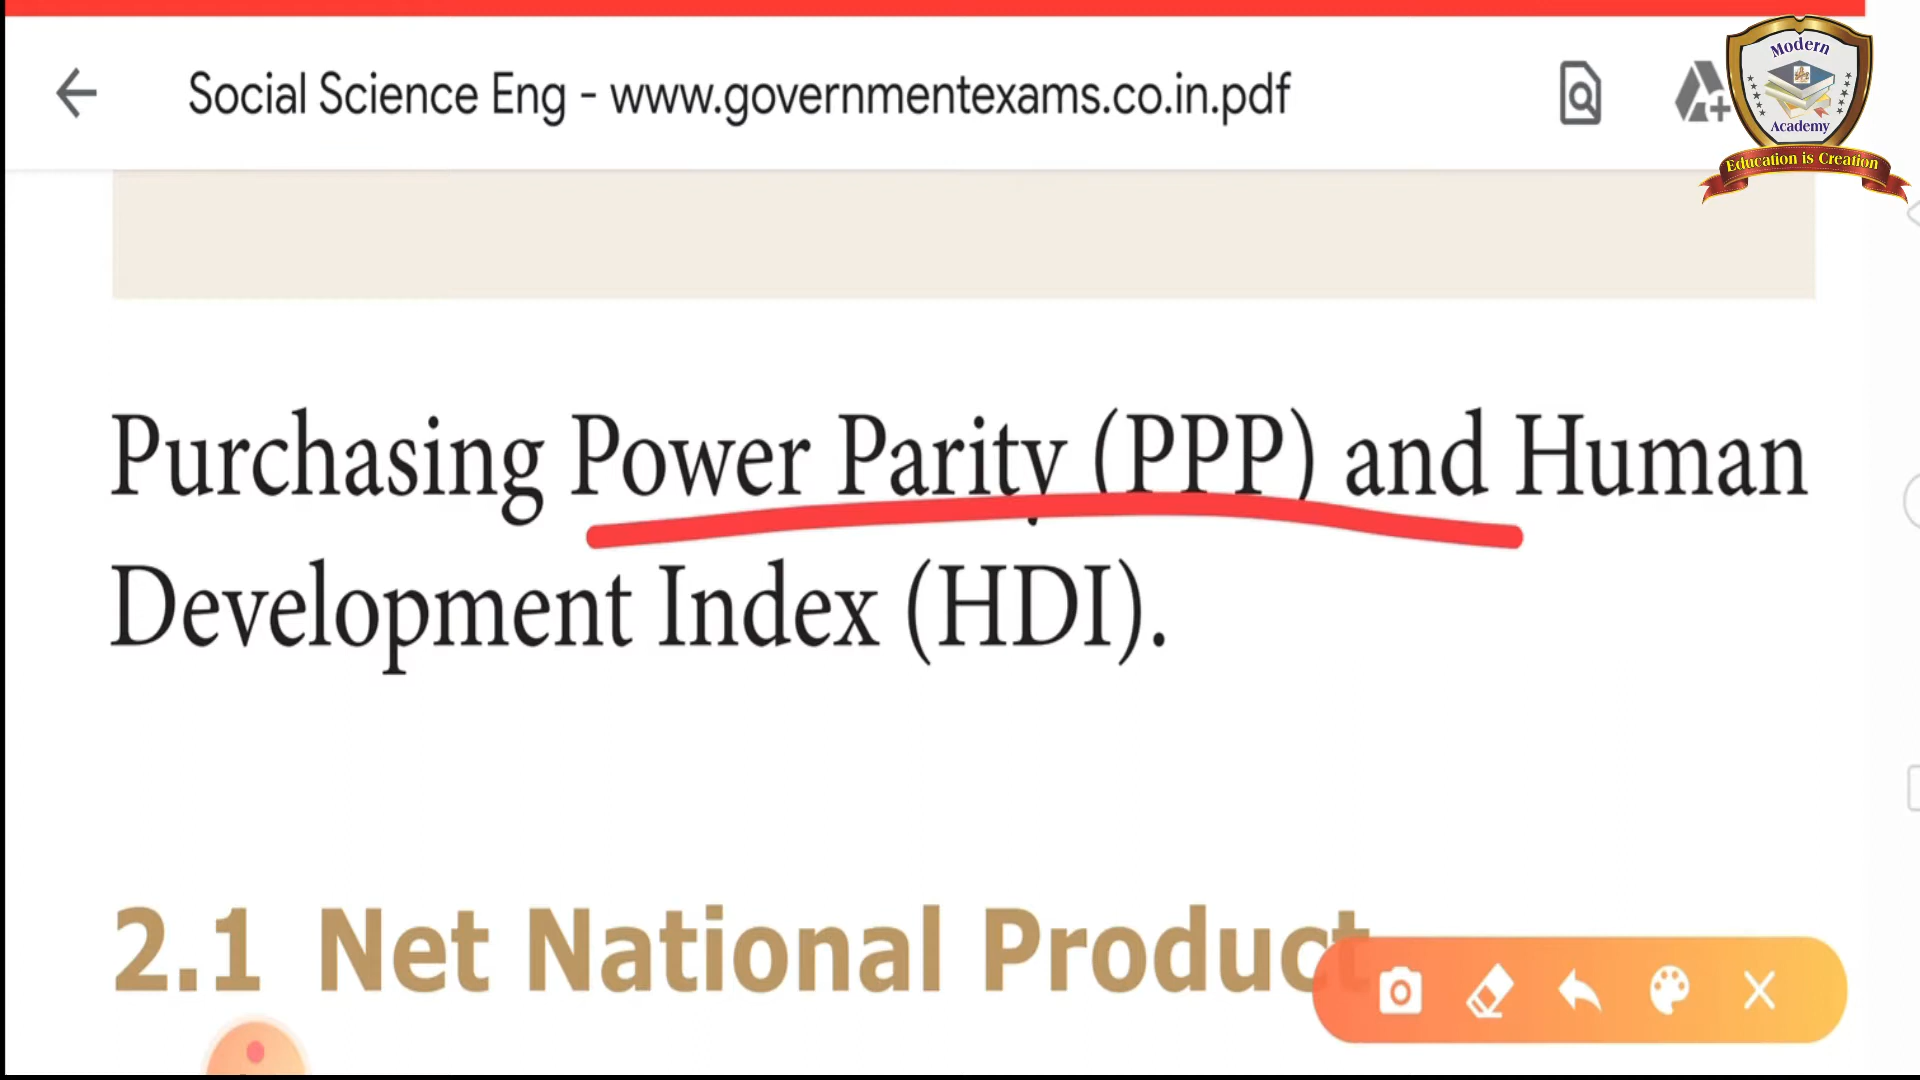 Social Science Eng - www.governmentexams.co.in.pdf
Modern
Academy
Education is Creation
Purchasing Power Parity (PPP) and Human
Development Index (HDI).
2.1 Net National Product